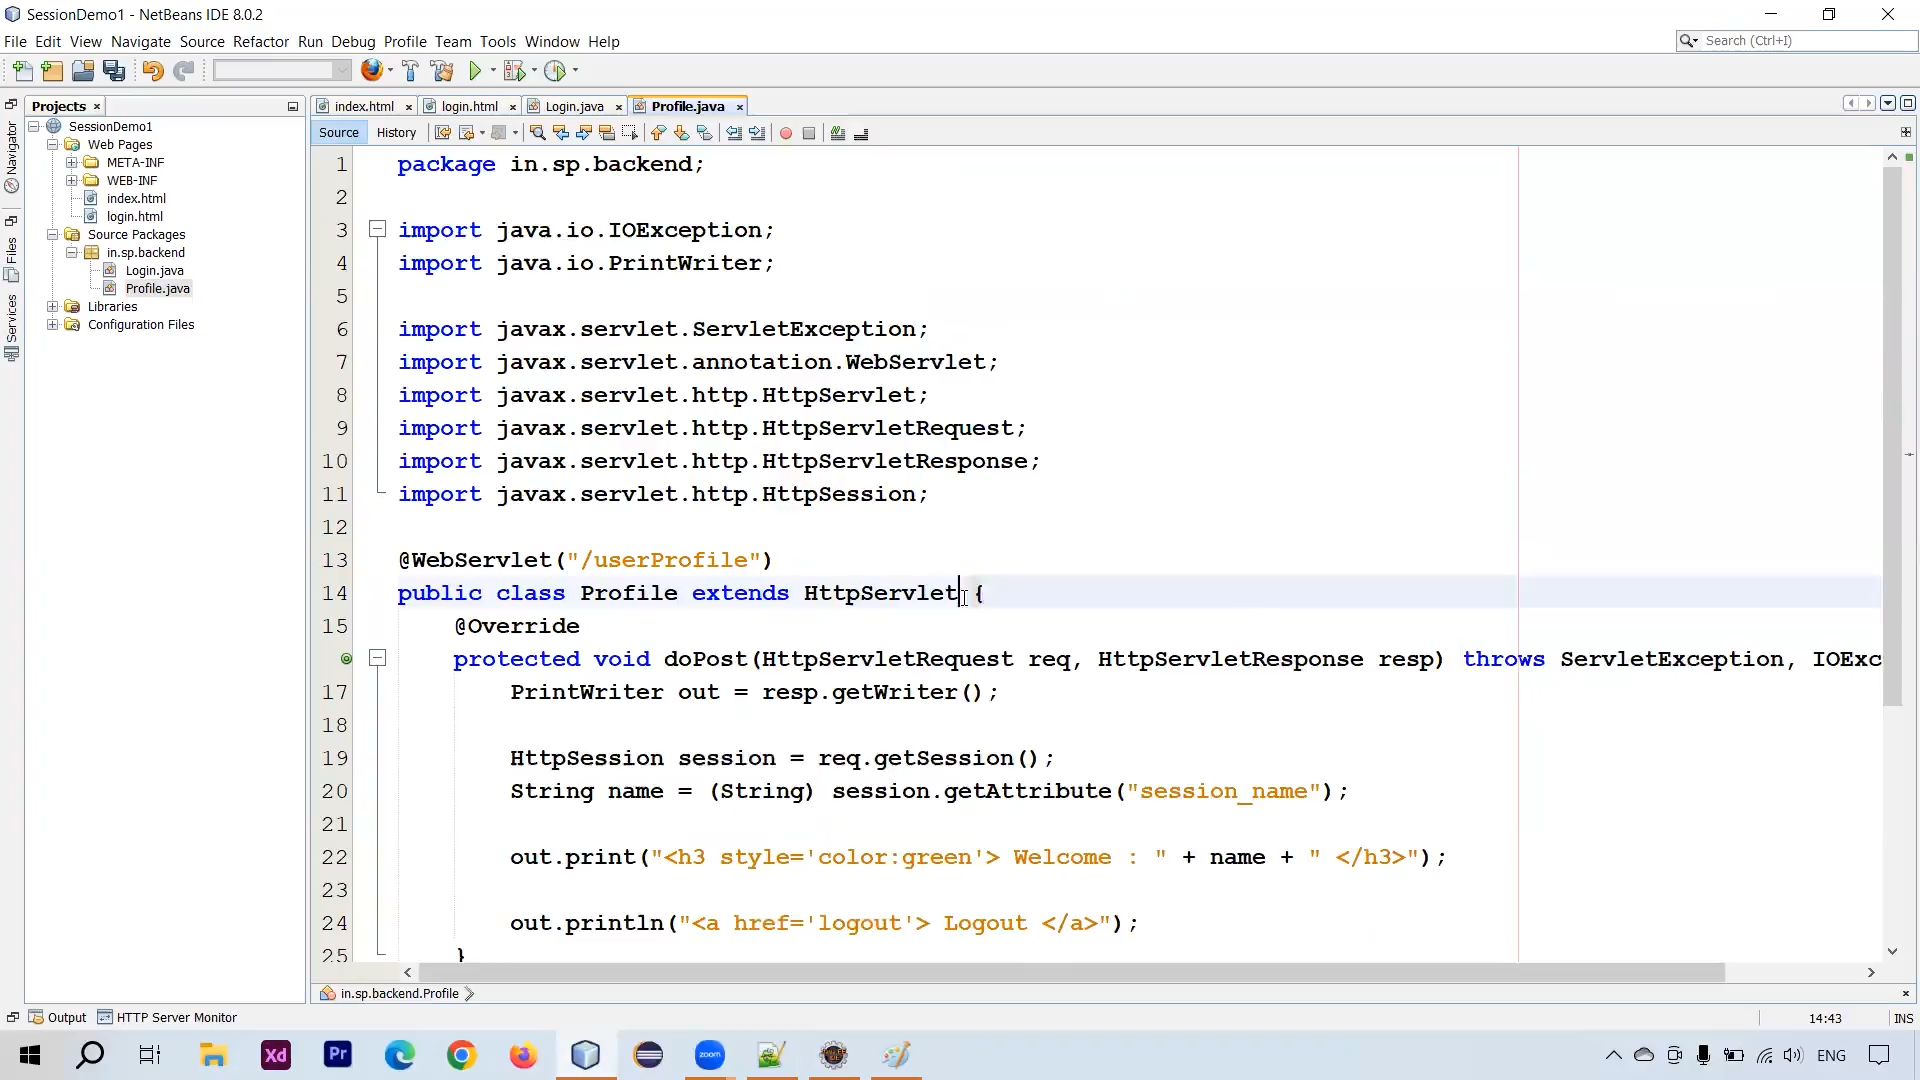 SessionDemo1 - NetBeans IDE 8.0.2
File Edit View Navigate Source Refactor Run Debug Profile Team Tools Window Help
Search (Ctrl+I)
Projects
index.html
login.html
Login.java
Profile.java
Source
History
Navigator
Files
Services
SessionDemo1
Web Pages
META-INF
WEB-INF
index.html
login.html
Source Packages
in.sp.backend
Login.java
Profile.java
Libraries
Configuration Files
1 package in.sp.backend;
2
3 import java.io.IOException;
4 import java.io.PrintWriter;
5
6 import javax.servlet.ServletException;
7 import javax.servlet.annotation.WebServlet;
8 import javax.servlet.http.HttpServlet;
9 import javax.servlet.http.HttpServletRequest;
10 import javax.servlet.http.HttpServletResponse;
11 import javax.servlet.http.HttpSession;
12
13 @WebServlet("/userProfile")
14 public class Profile extends HttpServlet {
15 @Override
protected void doPost(HttpServletRequest req, HttpServletResponse resp) throws ServletException, IOExc
17 PrintWriter out = resp.getWriter();
18
19 HttpSession session = req.getSession();
20 String name = (String) session.getAttribute("session_name");
21
22 out.print("<h3 style='color:green'> Welcome : " + name + " </h3>");
23
24 out.println("<a href='logout'> Logout </a>");
25 }
in.sp.backend.Profile
Output
HTTP Server Monitor
14:43
INS
Xd
Pr
zoom
ENG